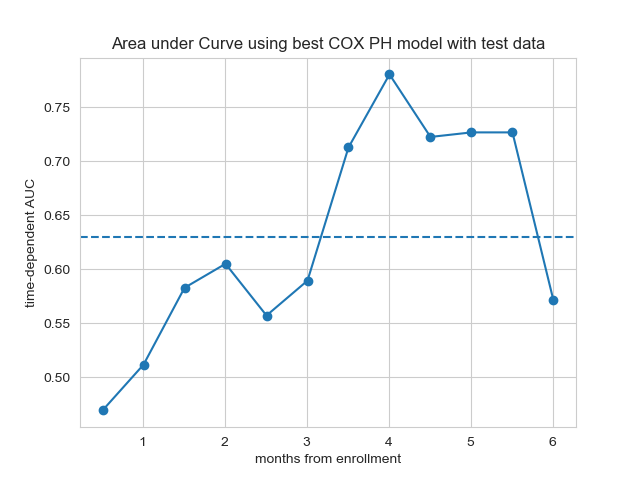 Area under Curve using best COX PH model with test data
time-dependent AUC
0.75
0.70
0.65
0.60
0.55
0.50
1 2 3 4 5 6
months from enrollment